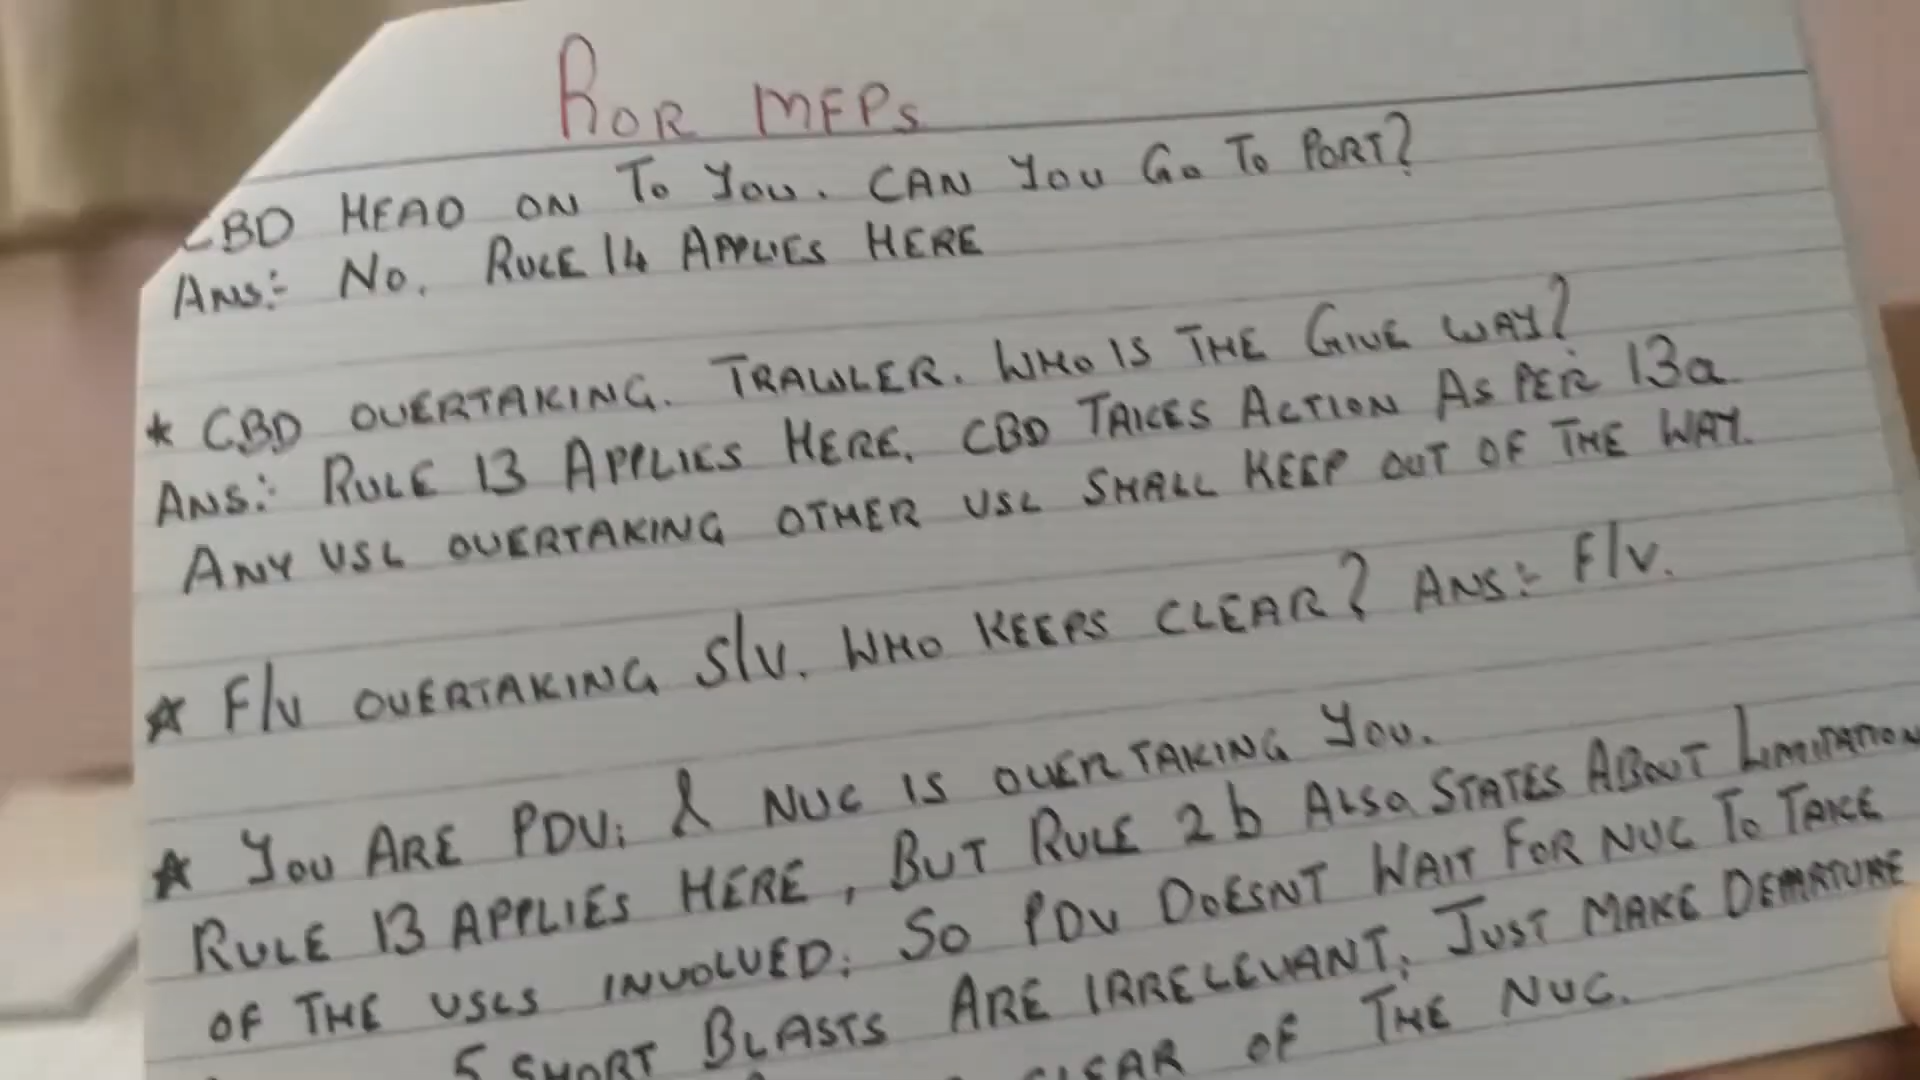 ROR MFPs
CBD HEAD ON TO YOU. CAN YOU GO TO PORT?
ANS:- NO. RULE 14 APPLIES HERE
* CBD OVERTAKING. TRAWLER. WHO IS THE GIVE WAY?
ANS:- RULE 13 APPLIES HERE. CBD TAKES ACTION AS PER 13a
ANY VSL OVERTAKING OTHER VSL SHALL KEEP OUT OF THE WAY.
* F/V OVERTAKING S/V. WHO KEEPS CLEAR? ANS:- F/V.
* YOU ARE PDV; & NUC IS OVERTAKING YOU.
RULE 13 APPLIES HERE, BUT RULE 2b ALSO STATES ABOUT LIMITATION
OF THE VSLS INVOLVED; SO PDV DOESNT WAIT FOR NUC TO TAKE
5 SHORT BLASTS ARE IRRELEVANT; JUST MAKE DEPARTURE
CLEAR OF THE NUC.